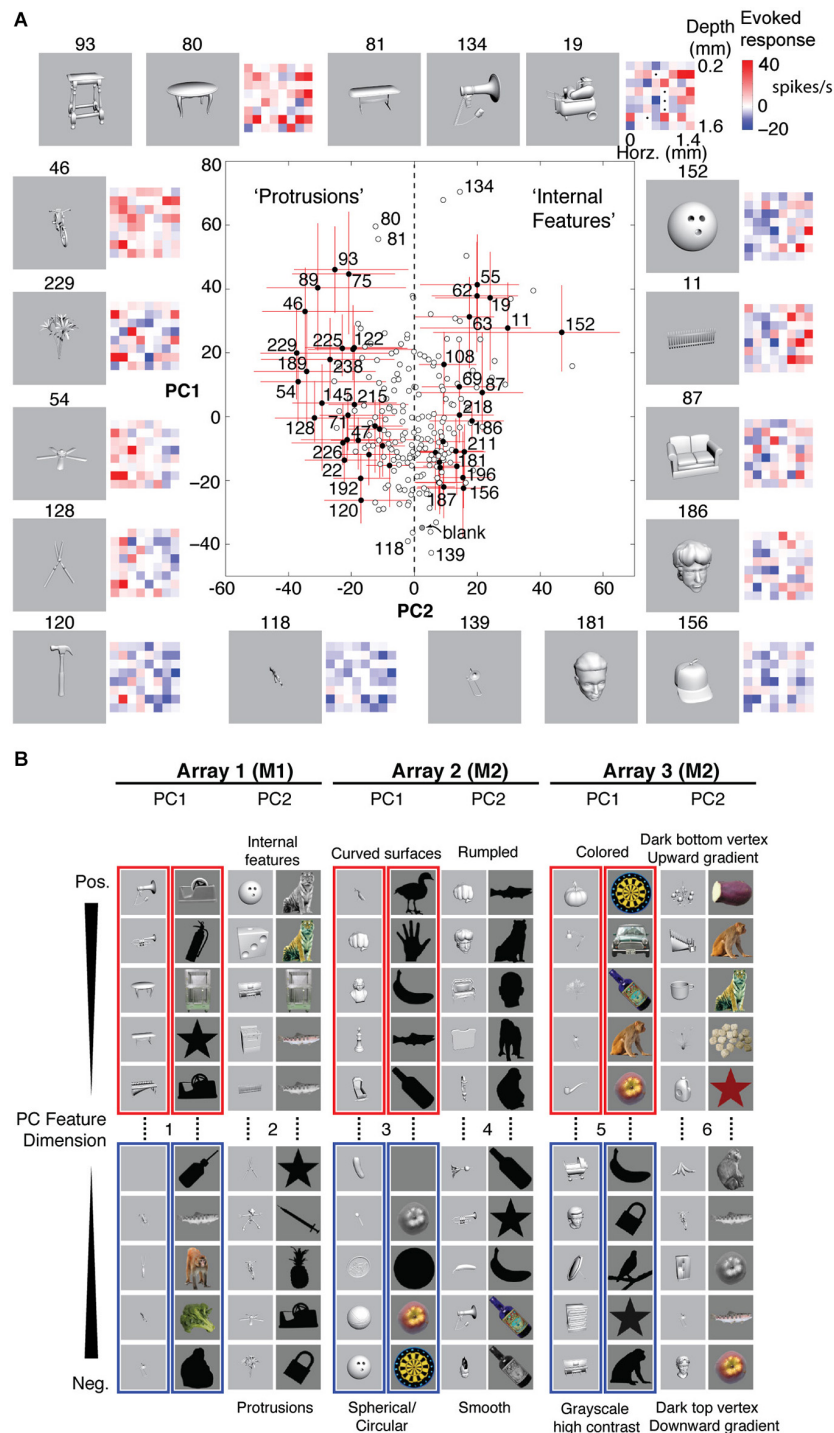 A
93
80
81
134
19
Depth (mm)
0.2
1.6
0
1.4
Horz. (mm)
Evoked response
40
spikes/s
0
−20
46
229
54
128
120
118
139
181
156
152
11
87
186
80
60
40
20
0
−20
−40
PC1
-60
-40
-20
0
20
40
60
PC2
'Protrusions'
'Internal Features'
134
80
81
93
75
89
46
55
62
19
63
11
152
229
225
122
189
238
108
54
145
215
69
87
128
71
47
218
186
226
211
22
181
196
192
187
156
120
blank
118
139
B
Array 1 (M1)
Array 2 (M2)
Array 3 (M2)
PC1
PC2
PC1
PC2
PC1
PC2
Internal features
Curved surfaces
Rumpled
Colored
Dark bottom vertex
Upward gradient
Pos.
PC Feature Dimension
1
2
3
4
5
6
Neg.
Protrusions
Spherical/ Circular
Smooth
Grayscale high contrast
Dark top vertex
Downward gradient